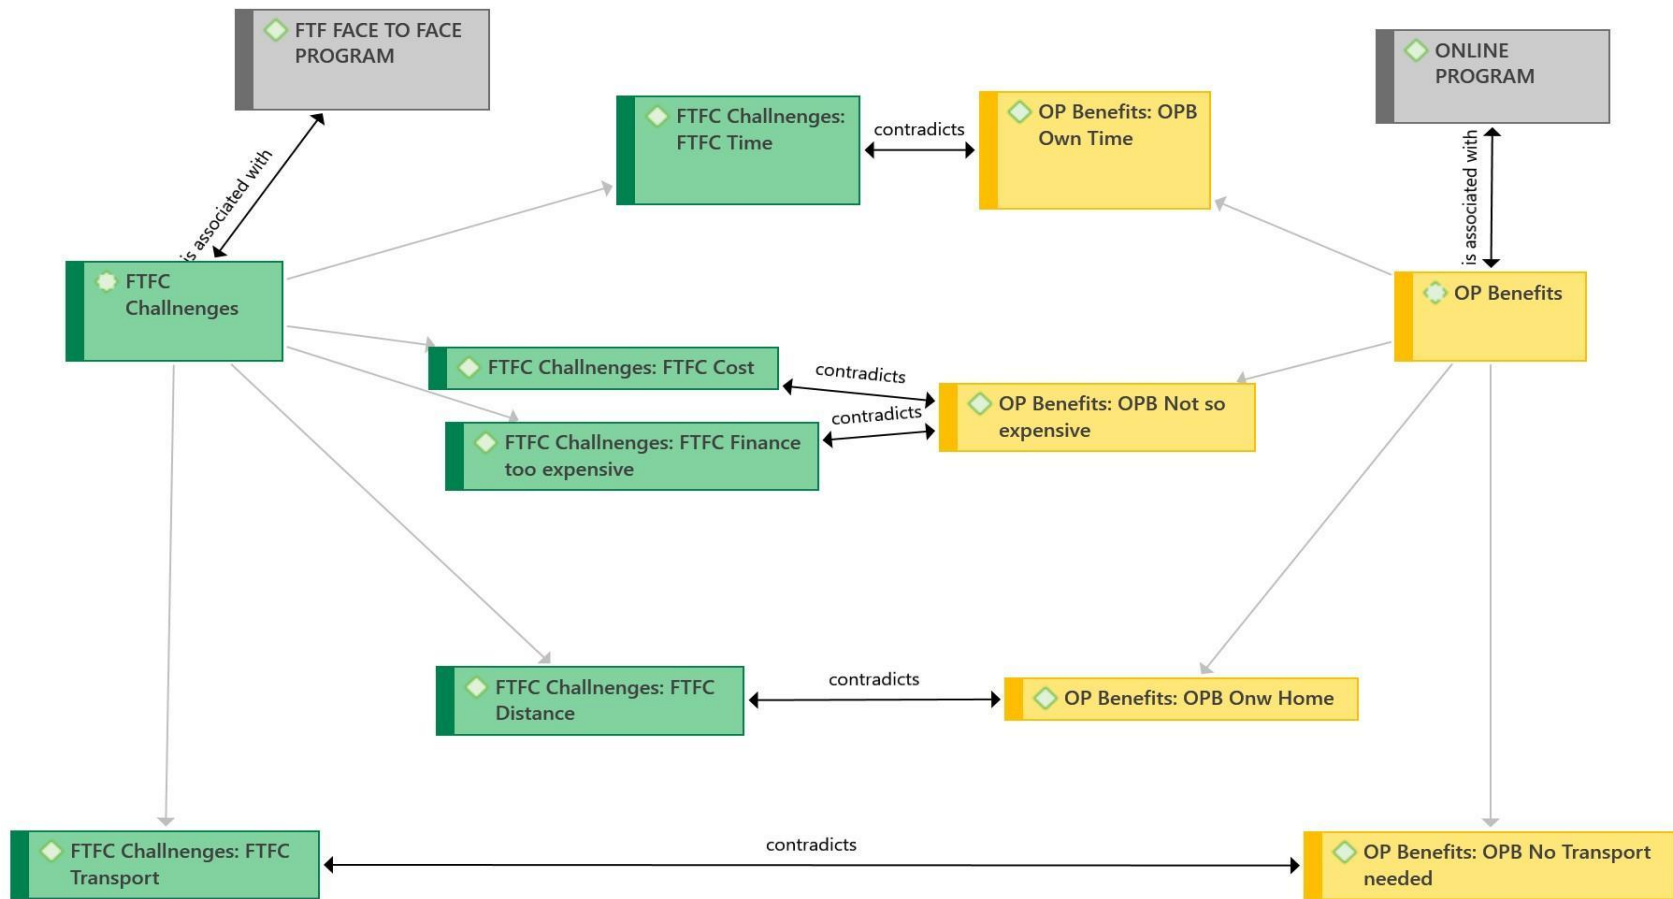 FTF FACE TO FACE
PROGRAM
ONLINE
PROGRAM
FTFC Challnenges:
FTFC Time
contradicts
OP Benefits: OPB
Own Time
is associated with
is associated with
FTFC
Challnenges
OP Benefits
FTFC Challnenges: FTFC Cost
contradicts
OP Benefits: OPB Not so
expensive
contradicts
FTFC Challnenges: FTFC Finance
too expensive
FTFC Challnenges: FTFC
Distance
contradicts
OP Benefits: OPB Onw Home
FTFC Challnenges: FTFC
Transport
contradicts
OP Benefits: OPB No Transport
needed